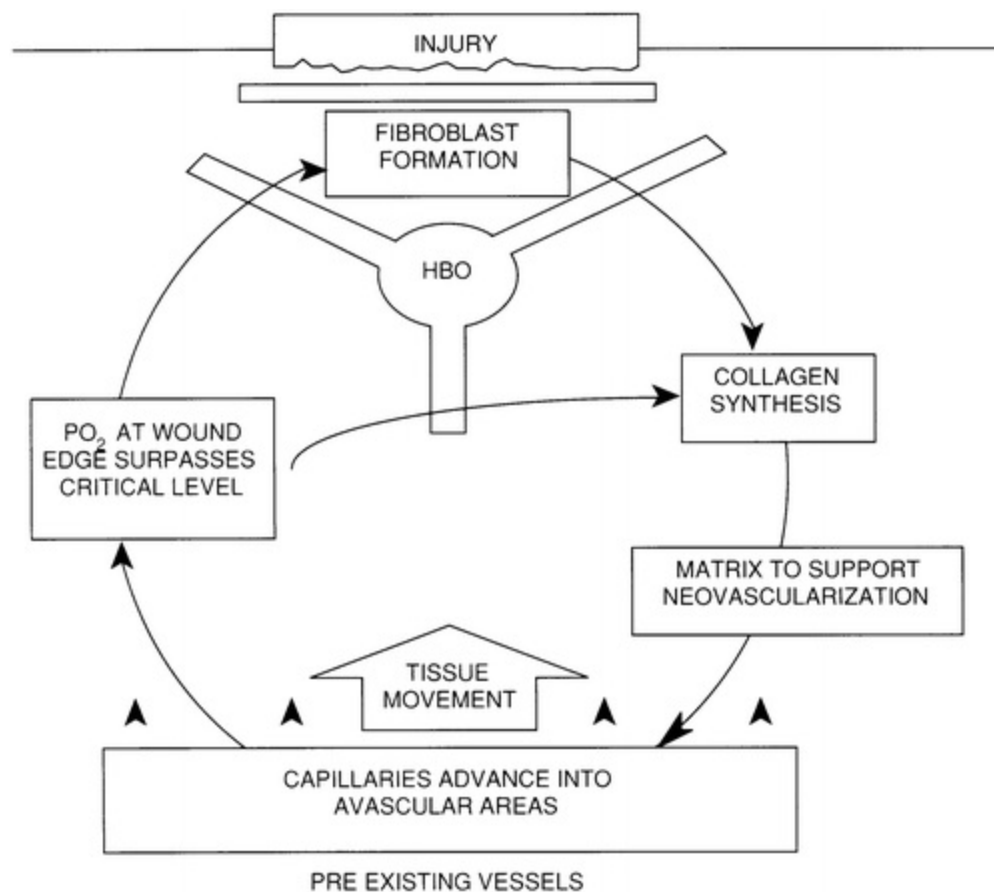 INJURY
FIBROBLAST
FORMATION
HBO
COLLAGEN
SYNTHESIS
PO₂ AT WOUND
EDGE SURPASSES
CRITICAL LEVEL
MATRIX TO SUPPORT
NEOVASCULARIZATION
TISSUE
MOVEMENT
CAPILLARIES ADVANCE INTO
AVASCULAR AREAS
PRE EXISTING VESSELS